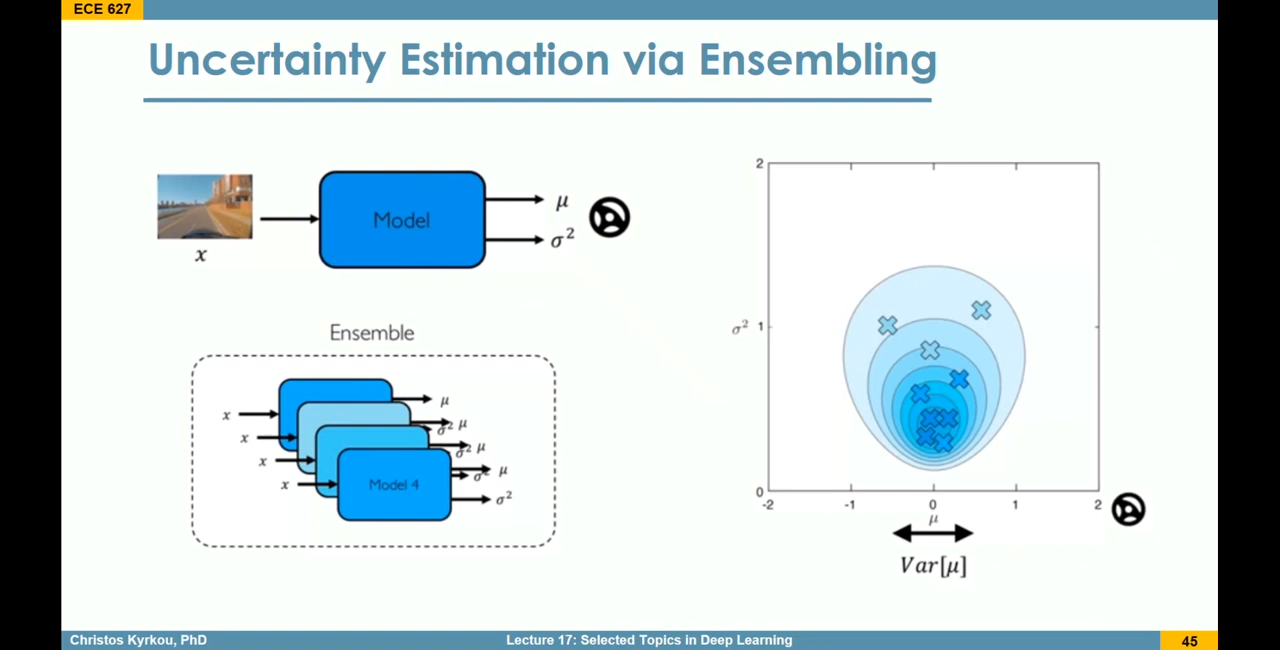 ECE 627
Uncertainty Estimation via Ensembling
Model
μ
σ²
x
Ensemble
x
x
x
x
μ
σ² μ
σ² μ
σ² μ
Model 4
σ²
2
σ² 1
0
-2 -1 0 1 2
μ
Var[μ]
Christos Kyrkou, PhD
Lecture 17: Selected Topics in Deep Learning
45